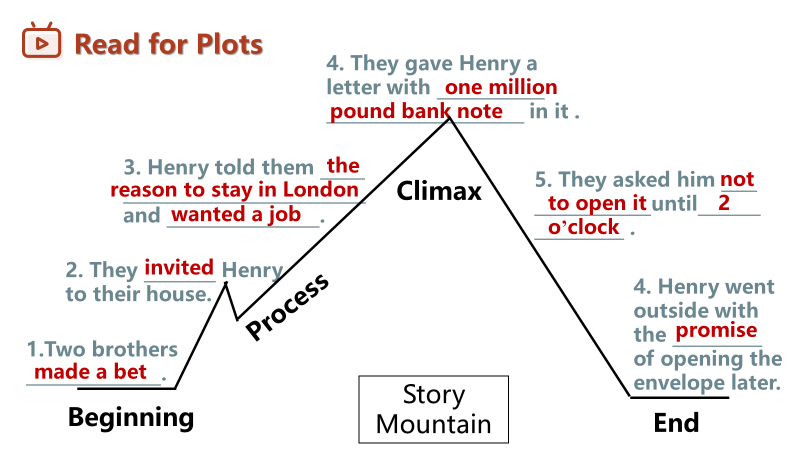 Read for Plots
4. They gave Henry a
letter with one million
pound bank note in it .
3. Henry told them the
reason to stay in London
and wanted a job.
Climax
5. They asked him not
to open it until 2
o’clock .
2. They invited Henry
to their house.
Process
4. Henry went
outside with
the promise
of opening the
envelope later.
1.Two brothers
made a bet.
Beginning
Story
Mountain
End